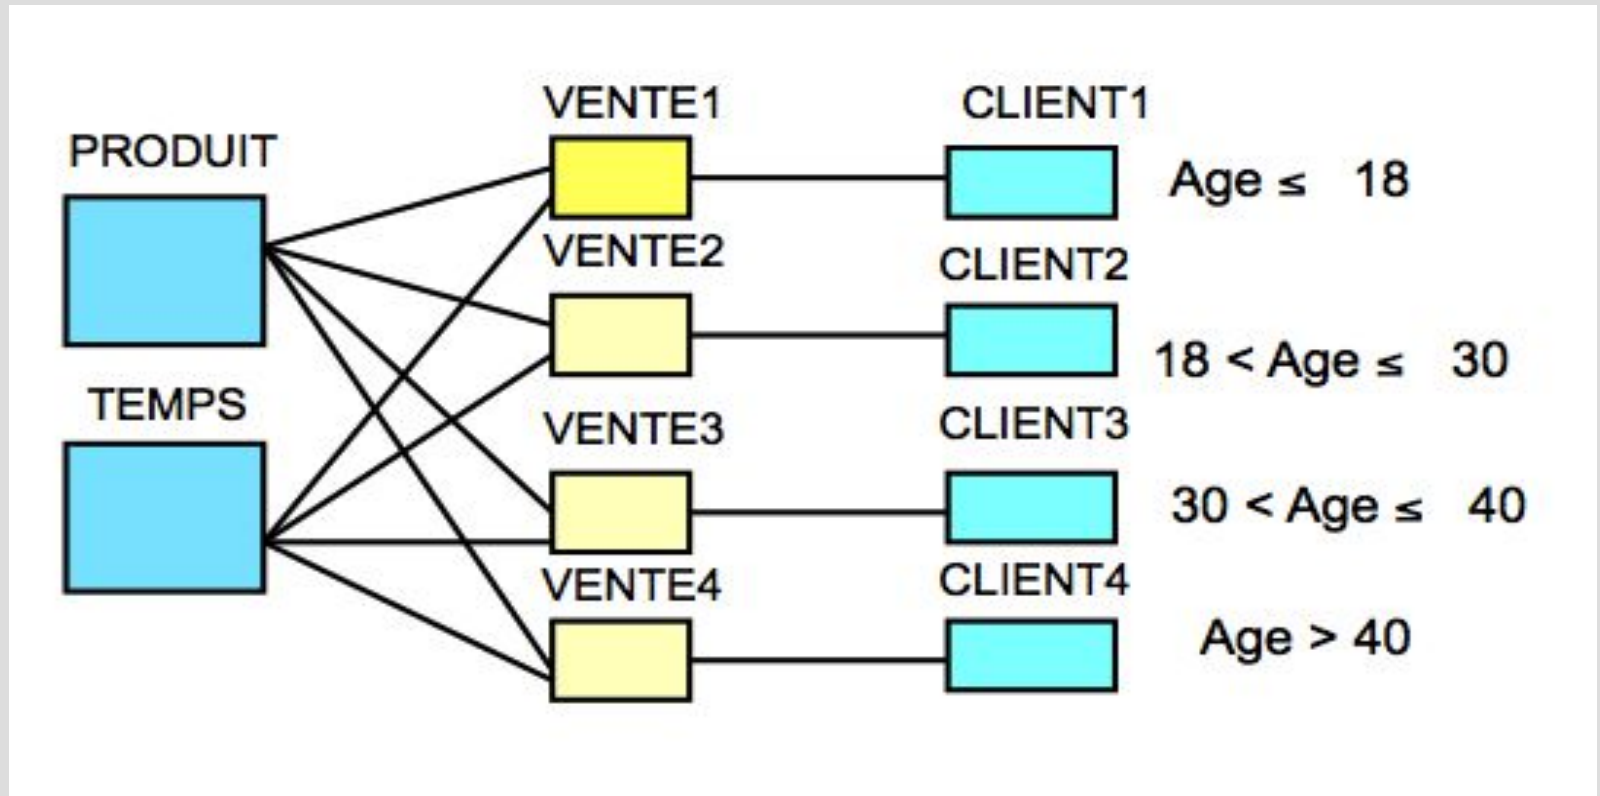 VENTE1
CLIENT1
PRODUIT
Age ≤ 18
VENTE2
CLIENT2
18 < Age ≤ 30
TEMPS
VENTE3
CLIENT3
30 < Age ≤ 40
VENTE4
CLIENT4
Age > 40